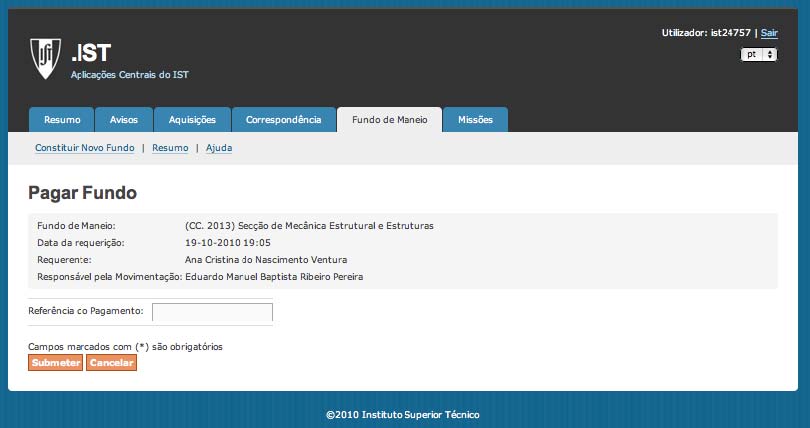 Utilizador: ist24757 | Sair
pt
.IST
Aplicações Centrais do IST
Resumo Avisos Aquisições Correspondência Fundo de Maneio Missões
Constituir Novo Fundo | Resumo | Ajuda
Pagar Fundo
Fundo de Maneio: (CC. 2013) Secção de Mecânica Estrutural e Estruturas
Data da requerição: 19-10-2010 19:05
Requerente: Ana Cristina do Nascimento Ventura
Responsável pela Movimentação: Eduardo Manuel Baptista Ribeiro Pereira
Referência co Pagamento:
Campos marcados com (*) são obrigatórios
Submeter Cancelar
©2010 Instituto Superior Técnico